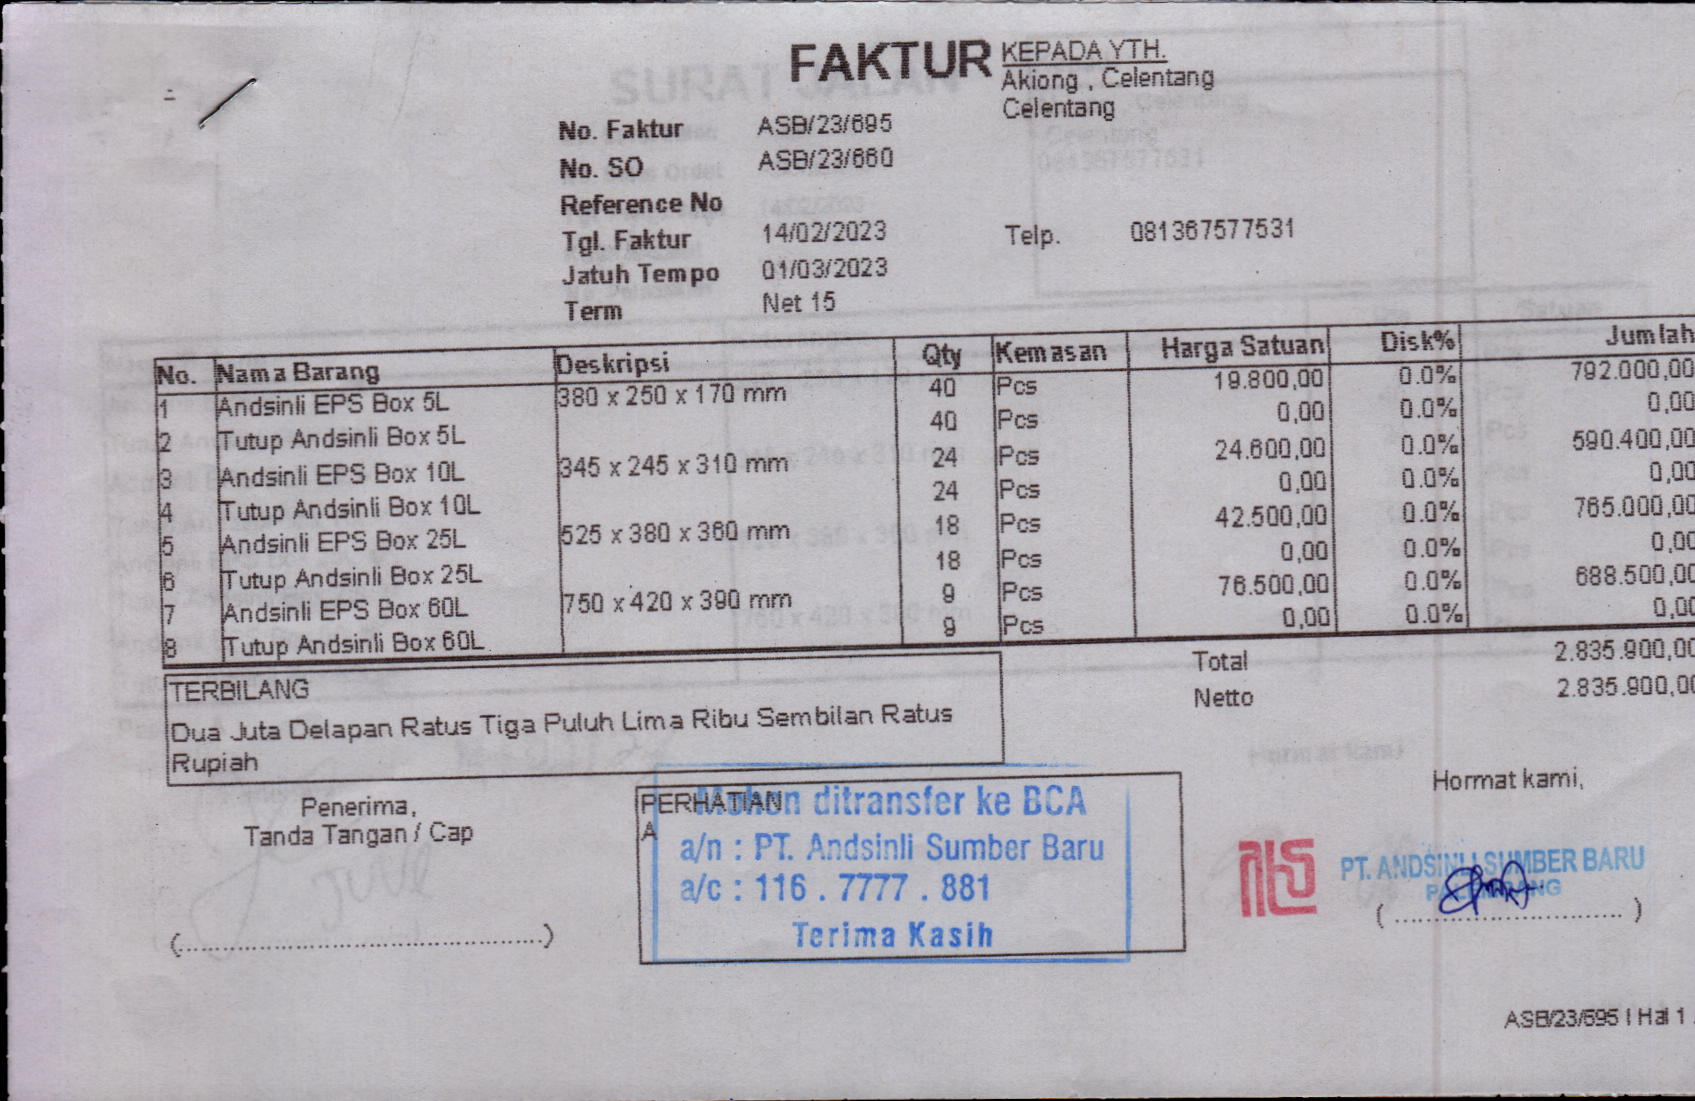 FAKTUR
KEPADA YTH.
Akiong , Celentang
Celentang
No. Faktur ASB/23/695
No. SO ASB/23/660
Reference No
Tgl. Faktur 14/02/2023
Telp. 081367577531
Jatuh Tempo 01/03/2023
Term Net 15
No. Nama Barang Deskripsi Qty Kemasan Harga Satuan Disk% Jumlah
1 Andsinli EPS Box 5L 380 x 250 x 170 mm 40 Pcs 19.800,00 0.0% 792.000,00
2 Tutup Andsinli Box 5L 40 Pcs 0,00 0.0% 0,00
3 Andsinli EPS Box 10L 345 x 245 x 310 mm 24 Pcs 24.600,00 0.0% 590.400,00
4 Tutup Andsinli Box 10L 24 Pcs 0,00 0.0% 0,00
5 Andsinli EPS Box 25L 525 x 380 x 360 mm 18 Pcs 42.500,00 0.0% 765.000,00
6 Tutup Andsinli Box 25L 18 Pcs 0,00 0.0% 0,00
7 Andsinli EPS Box 60L 750 x 420 x 390 mm 9 Pcs 76.500,00 0.0% 688.500,00
8 Tutup Andsinli Box 60L 9 Pcs 0,00 0.0% 0,00
Total 2.835.900,00
Netto 2.835.900,00
TERBILANG
Dua Juta Delapan Ratus Tiga Puluh Lima Ribu Sembilan Ratus
Rupiah
Penerima,
Tanda Tangan / Cap
(..................................................)
PERHATIAN
A
Mohon ditransfer ke BCA
a/n : PT. Andsinli Sumber Baru
a/c : 116 . 7777 . 881
Terima Kasih
Hormat kami,
PT. ANDSINLI SUMBER BARU
PALEMBANG
(................................)
ASB/23/695 | Hal 1